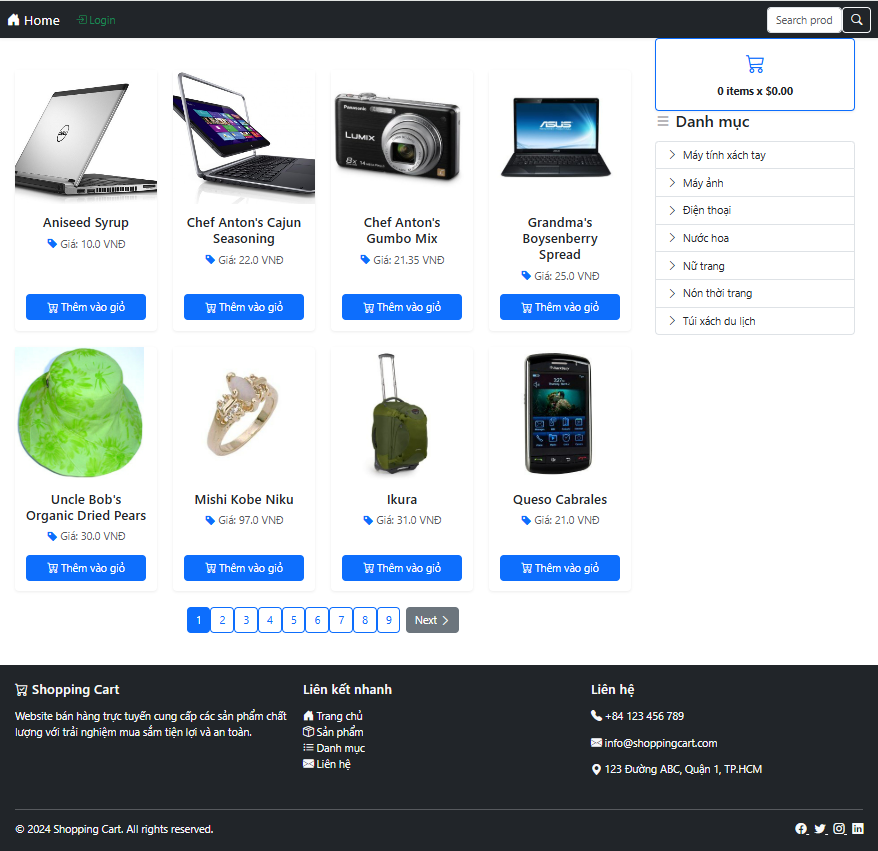 Home
Login
Search prod
0 items x $0.00
Danh mục
Máy tính xách tay
Máy ảnh
Điện thoại
Nước hoa
Nữ trang
Nón thời trang
Túi xách du lịch
Panasonic
LUMIX
ASUS
Aniseed Syrup
Giá: 10.0 VNĐ
Thêm vào giỏ
Chef Anton's Cajun
Seasoning
Giá: 22.0 VNĐ
Thêm vào giỏ
Chef Anton's
Gumbo Mix
Giá: 21.35 VNĐ
Thêm vào giỏ
Grandma's
Boysenberry
Spread
Giá: 25.0 VNĐ
Thêm vào giỏ
Uncle Bob's
Organic Dried Pears
Giá: 30.0 VNĐ
Thêm vào giỏ
Mishi Kobe Niku
Giá: 97.0 VNĐ
Thêm vào giỏ
Ikura
Giá: 31.0 VNĐ
Thêm vào giỏ
Queso Cabrales
Giá: 21.0 VNĐ
Thêm vào giỏ
1 2 3 4 5 6 7 8 9 Next
Shopping Cart
Website bán hàng trực tuyến cung cấp các sản phẩm chất
lượng với trải nghiệm mua sắm tiện lợi và an toàn.
Liên kết nhanh
Trang chủ
Sản phẩm
Danh mục
Liên hệ
Liên hệ
+84 123 456 789
info@shoppingcart.com
123 Đường ABC, Quận 1, TP.HCM
© 2024 Shopping Cart. All rights reserved.